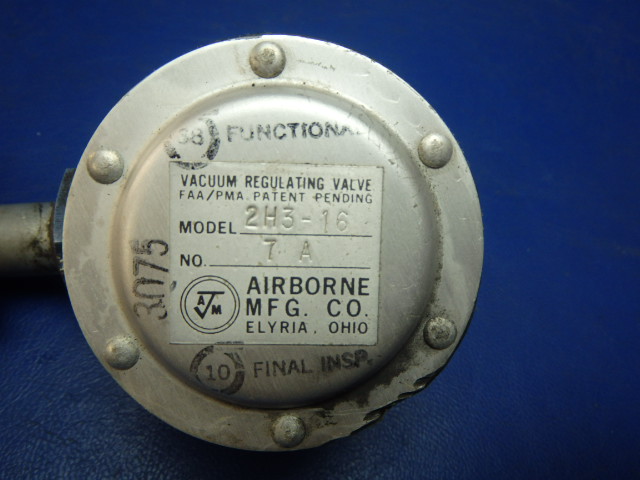 38 FUNCTIONAL
VACUUM REGULATING VALVE
FAA/PMA. PATENT PENDING
MODEL 2H3-16
NO. 7 A
3075
A M
AIRBORNE
MFG. CO.
ELYRIA, OHIO
10 FINAL INSP.